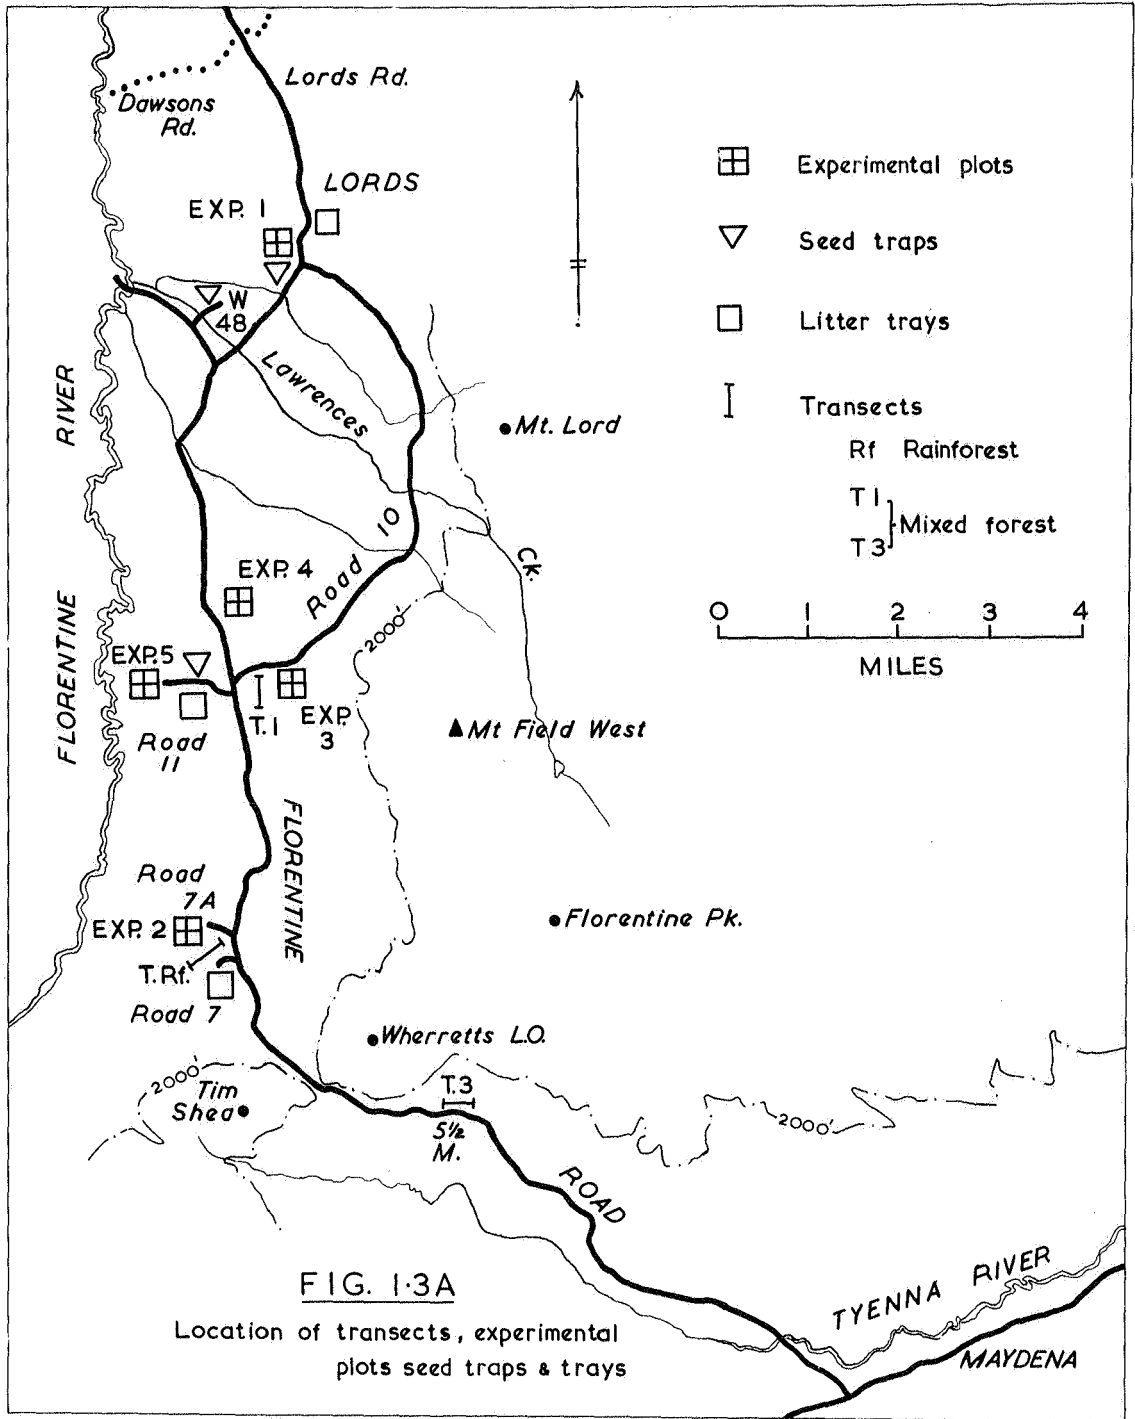 Lords Rd.
Dawsons
Rd.
LORDS
EXP. 1
W
48
Lawrences
Ck.
RIVER
FLORENTINE
Mt. Lord
Road 10
EXP. 4
2000'
EXP. 5
T.1
EXP.
3
Road
11
Mt Field West
FLORENTINE
Road
7A
EXP. 2
T.Rf.
Road 7
Florentine Pk.
Wherretts L.O.
2000'
Tim
Shea
T.3
5½
M.
2000'
ROAD
TYENNA RIVER
MAYDENA
Experimental plots
Seed traps
Litter trays
Transects
Rf Rainforest
T1
Mixed forest
T3
0 1 2 3 4
MILES
FIG. 1·3A
Location of transects, experimental
plots seed traps & trays